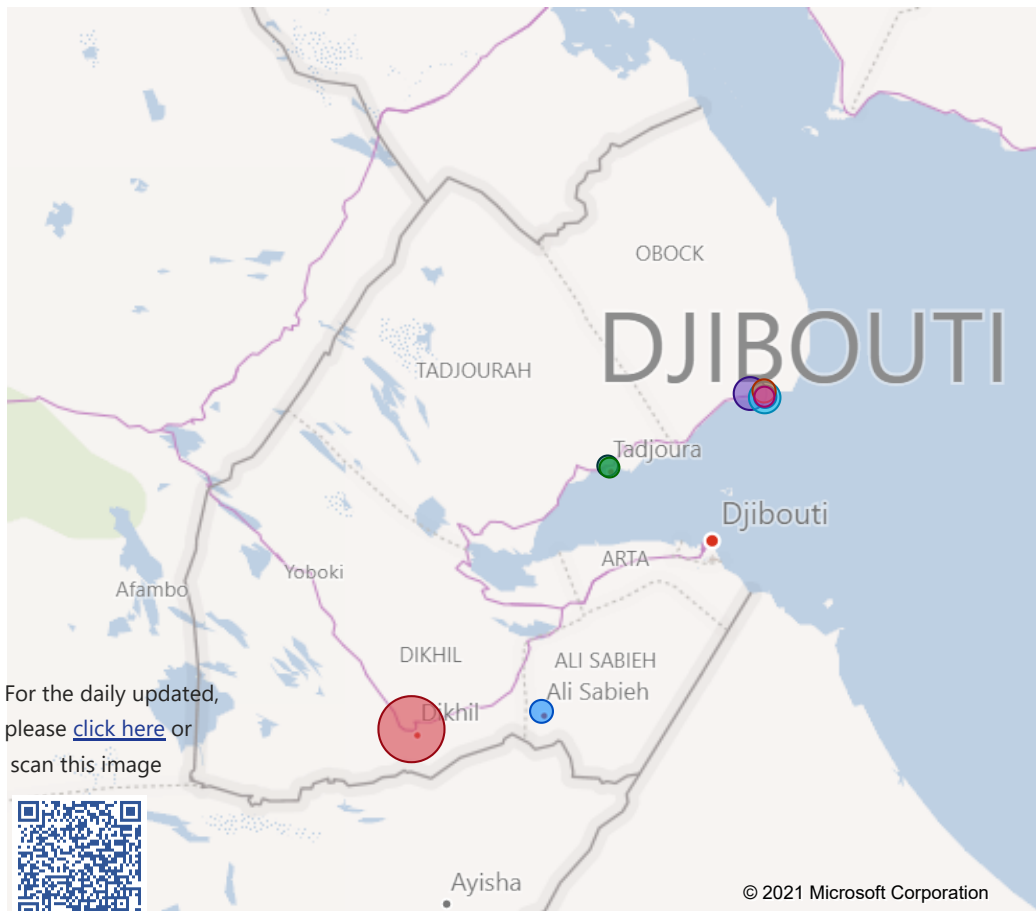 OBOCK
DJIBOUTI
TADJOURAH
Tadjoura
Djibouti
ARTA
Yoboki
Afambo
DIKHIL
ALI SABIEH
Ali Sabieh
Dikhil
For the daily updated,
please click here or
scan this image
Ayisha
© 2021 Microsoft Corporation